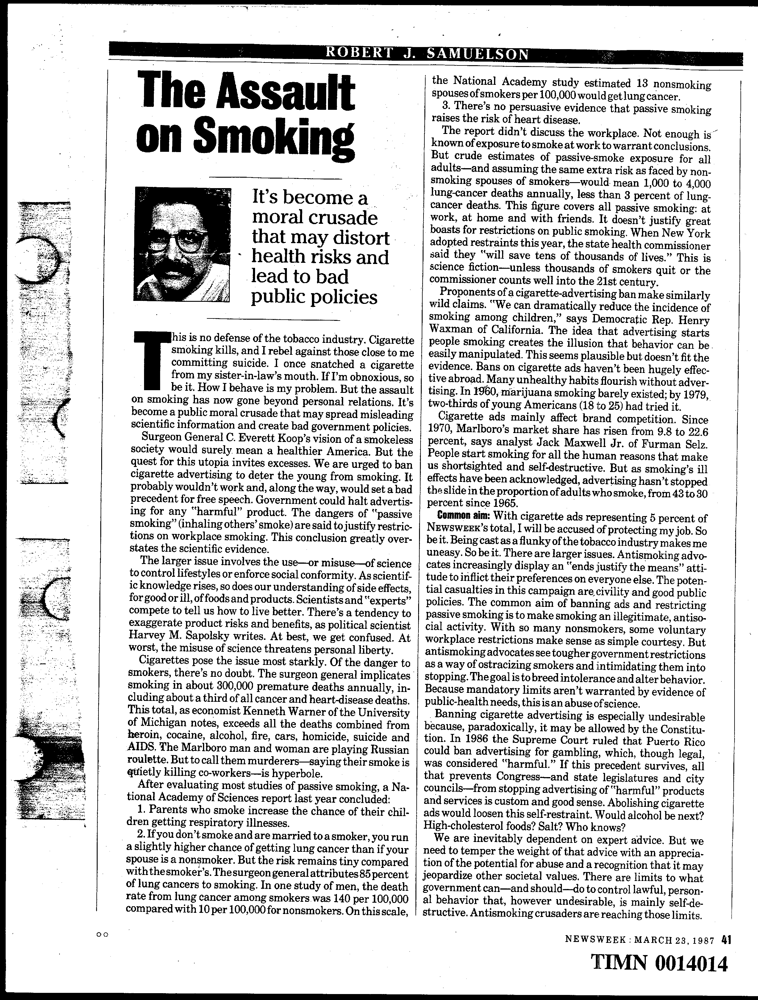 ROBERT J. SAMUELSON
The Assault
on Smoking
It's become a
moral crusade
that may distort
health risks and
lead to bad
public policies
This is no defense of the tobacco industry. Cigarette
smoking kills, and I rebel against those close to me
committing suicide. I once snatched a cigarette
from my sister-in-law's mouth. If I'm obnoxious, so
be it. How I behave is my problem. But the assault
on smoking has now gone beyond personal relations. It's
become a public moral crusade that may spread misleading
scientific information and create bad government policies.
Surgeon General C. Everett Koop's vision of a smokeless
society would surely mean a healthier America. But the
quest for this utopia invites excesses. We are urged to ban
cigarette advertising to deter the young from smoking. It
probably wouldn't work and, along the way, would set a bad
precedent for free speech. Government could halt advertis-
ing for any "harmful" product. The dangers of "passive
smoking" (inhaling others' smoke) are said to justify restric-
tions on workplace smoking. This conclusion greatly over-
states the scientific evidence.
The larger issue involves the use—or misuse—of science
to control lifestyles or enforce social conformity. As scientif-
ic knowledge rises, so does our understanding of side effects,
for good or ill, of foods and products. Scientists and "experts"
compete to tell us how to live better. There's a tendency to
exaggerate product risks and benefits, as political scientist
Harvey M. Sapolsky writes. At best, we get confused. At
worst, the misuse of science threatens personal liberty.
Cigarettes pose the issue most starkly. Of the danger to
smokers, there's no doubt. The surgeon general implicates
smoking in about 300,000 premature deaths annually, in-
cluding about a third of all cancer and heart-disease deaths.
This total, as economist Kenneth Warner of the University
of Michigan notes, exceeds all the deaths combined from
heroin, cocaine, alcohol, fire, cars, homicide, suicide and
AIDS. The Marlboro man and woman are playing Russian
roulette. But to call them murderers—saying their smoke is
quietly killing co-workers—is hyperbole.
After evaluating most studies of passive smoking, a Na-
tional Academy of Sciences report last year concluded:
1. Parents who smoke increase the chance of their chil-
dren getting respiratory illnesses.
2. If you don't smoke and are married to a smoker, you run
a slightly higher chance of getting lung cancer than if your
spouse is a nonsmoker. But the risk remains tiny compared
with the smoker's. The surgeon general attributes 85 percent
of lung cancers to smoking. In one study of men, the death
rate from lung cancer among smokers was 140 per 100,000
compared with 10 per 100,000 for nonsmokers. On this scale,
the National Academy study estimated 13 nonsmoking
spouses of smokers per 100,000 would get lung cancer.
3. There's no persuasive evidence that passive smoking
raises the risk of heart disease.
The report didn't discuss the workplace. Not enough is
known of exposure to smoke at work to warrant conclusions.
But crude estimates of passive-smoke exposure for all
adults—and assuming the same extra risk as faced by non-
smoking spouses of smokers—would mean 1,000 to 4,000
lung-cancer deaths annually, less than 3 percent of lung-
cancer deaths. This figure covers all passive smoking: at
work, at home and with friends. It doesn't justify great
boasts for restrictions on public smoking. When New York
adopted restraints this year, the state health commissioner
said they "will save tens of thousands of lives." This is
science fiction—unless thousands of smokers quit or the
commissioner counts well into the 21st century.
Proponents of a cigarette-advertising ban make similarly
wild claims. "We can dramatically reduce the incidence of
smoking among children," says Democratic Rep. Henry
Waxman of California. The idea that advertising starts
people smoking creates the illusion that behavior can be
easily manipulated. This seems plausible but doesn't fit the
evidence. Bans on cigarette ads haven't been hugely effec-
tive abroad. Many unhealthy habits flourish without adver-
tising. In 1960, marijuana smoking barely existed; by 1979,
two-thirds of young Americans (18 to 25) had tried it.
Cigarette ads mainly affect brand competition. Since
1970, Marlboro's market share has risen from 9.8 to 22.6
percent, says analyst Jack Maxwell Jr. of Furman Selz.
People start smoking for all the human reasons that make
us shortsighted and self-destructive. But as smoking's ill
effects have been acknowledged, advertising hasn't stopped
the slide in the proportion of adults who smoke, from 43 to 30
percent since 1965.
Common aim: With cigarette ads representing 5 percent of
NEWSWEEK's total, I will be accused of protecting my job. So
be it. Being cast as a flunky of the tobacco industry makes me
uneasy. So be it. There are larger issues. Antismoking advo-
cates increasingly display an "ends justify the means" atti-
tude to inflict their preferences on everyone else. The poten-
tial casualties in this campaign are civility and good public
policies. The common aim of banning ads and restricting
passive smoking is to make smoking an illegitimate, antiso-
cial activity. With so many nonsmokers, some voluntary
workplace restrictions make sense as simple courtesy. But
antismoking advocates see tougher government restrictions
as a way of ostracizing smokers and intimidating them into
stopping. The goal is to breed intolerance and alter behavior.
Because mandatory limits aren't warranted by evidence of
public-health needs, this is an abuse of science.
Banning cigarette advertising is especially undesirable
because, paradoxically, it may be allowed by the Constitu-
tion. In 1986 the Supreme Court ruled that Puerto Rico
could ban advertising for gambling, which, though legal,
was considered "harmful." If this precedent survives, all
that prevents Congress—and state legislatures and city
councils—from stopping advertising of "harmful" products
and services is custom and good sense. Abolishing cigarette
ads would loosen this self-restraint. Would alcohol be next?
High-cholesterol foods? Salt? Who knows?
We are inevitably dependent on expert advice. But we
need to temper the weight of that advice with an apprecia-
tion of the potential for abuse and a recognition that it may
jeopardize other societal values. There are limits to what
government can—and should—do to control lawful, person-
al behavior that, however undesirable, is mainly self-de-
structive. Antismoking crusaders are reaching those limits.
NEWSWEEK : MARCH 23, 1987 41
TIMN 0014014